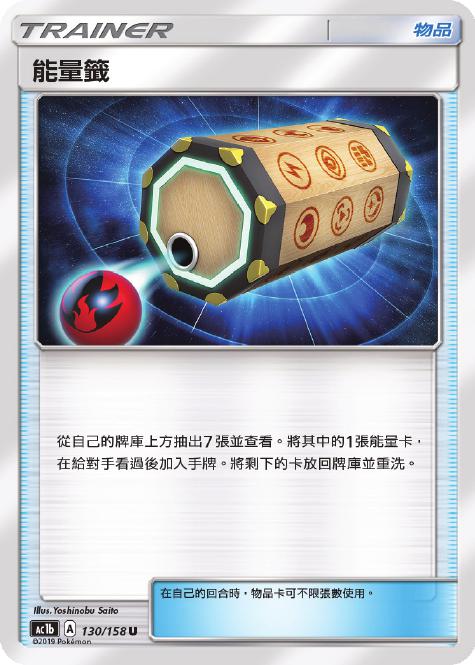 TRAINER
物品
能量籤
從自己的牌庫上方抽出7張並查看。將其中的1張能量卡，
在給對手看過後加入手牌。將剩下的卡放回牌庫並重洗。
在自己的回合時，物品卡可不限張數使用。
Illus. Yoshinobu Saito
AC1b A 130/158 U
©2019 Pokémon